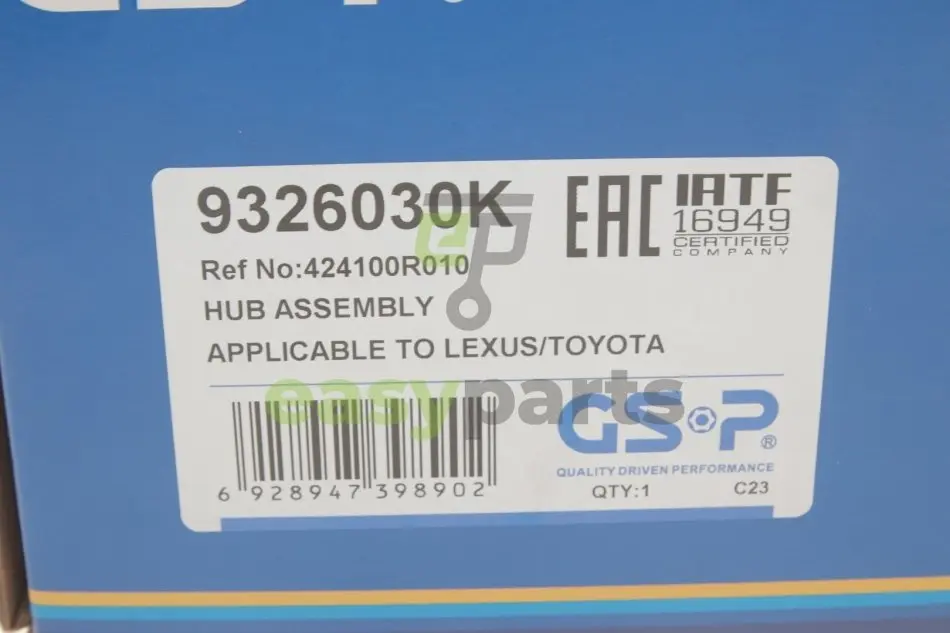 9326030K
EAC
IATF
16949
CERTIFIED
COMPANY
Ref No:424100R010
HUB ASSEMBLY
APPLICABLE TO LEXUS/TOYOTA
easyparts
GSP®
QUALITY DRIVEN PERFORMANCE
6 928947 398902
QTY:1
C23